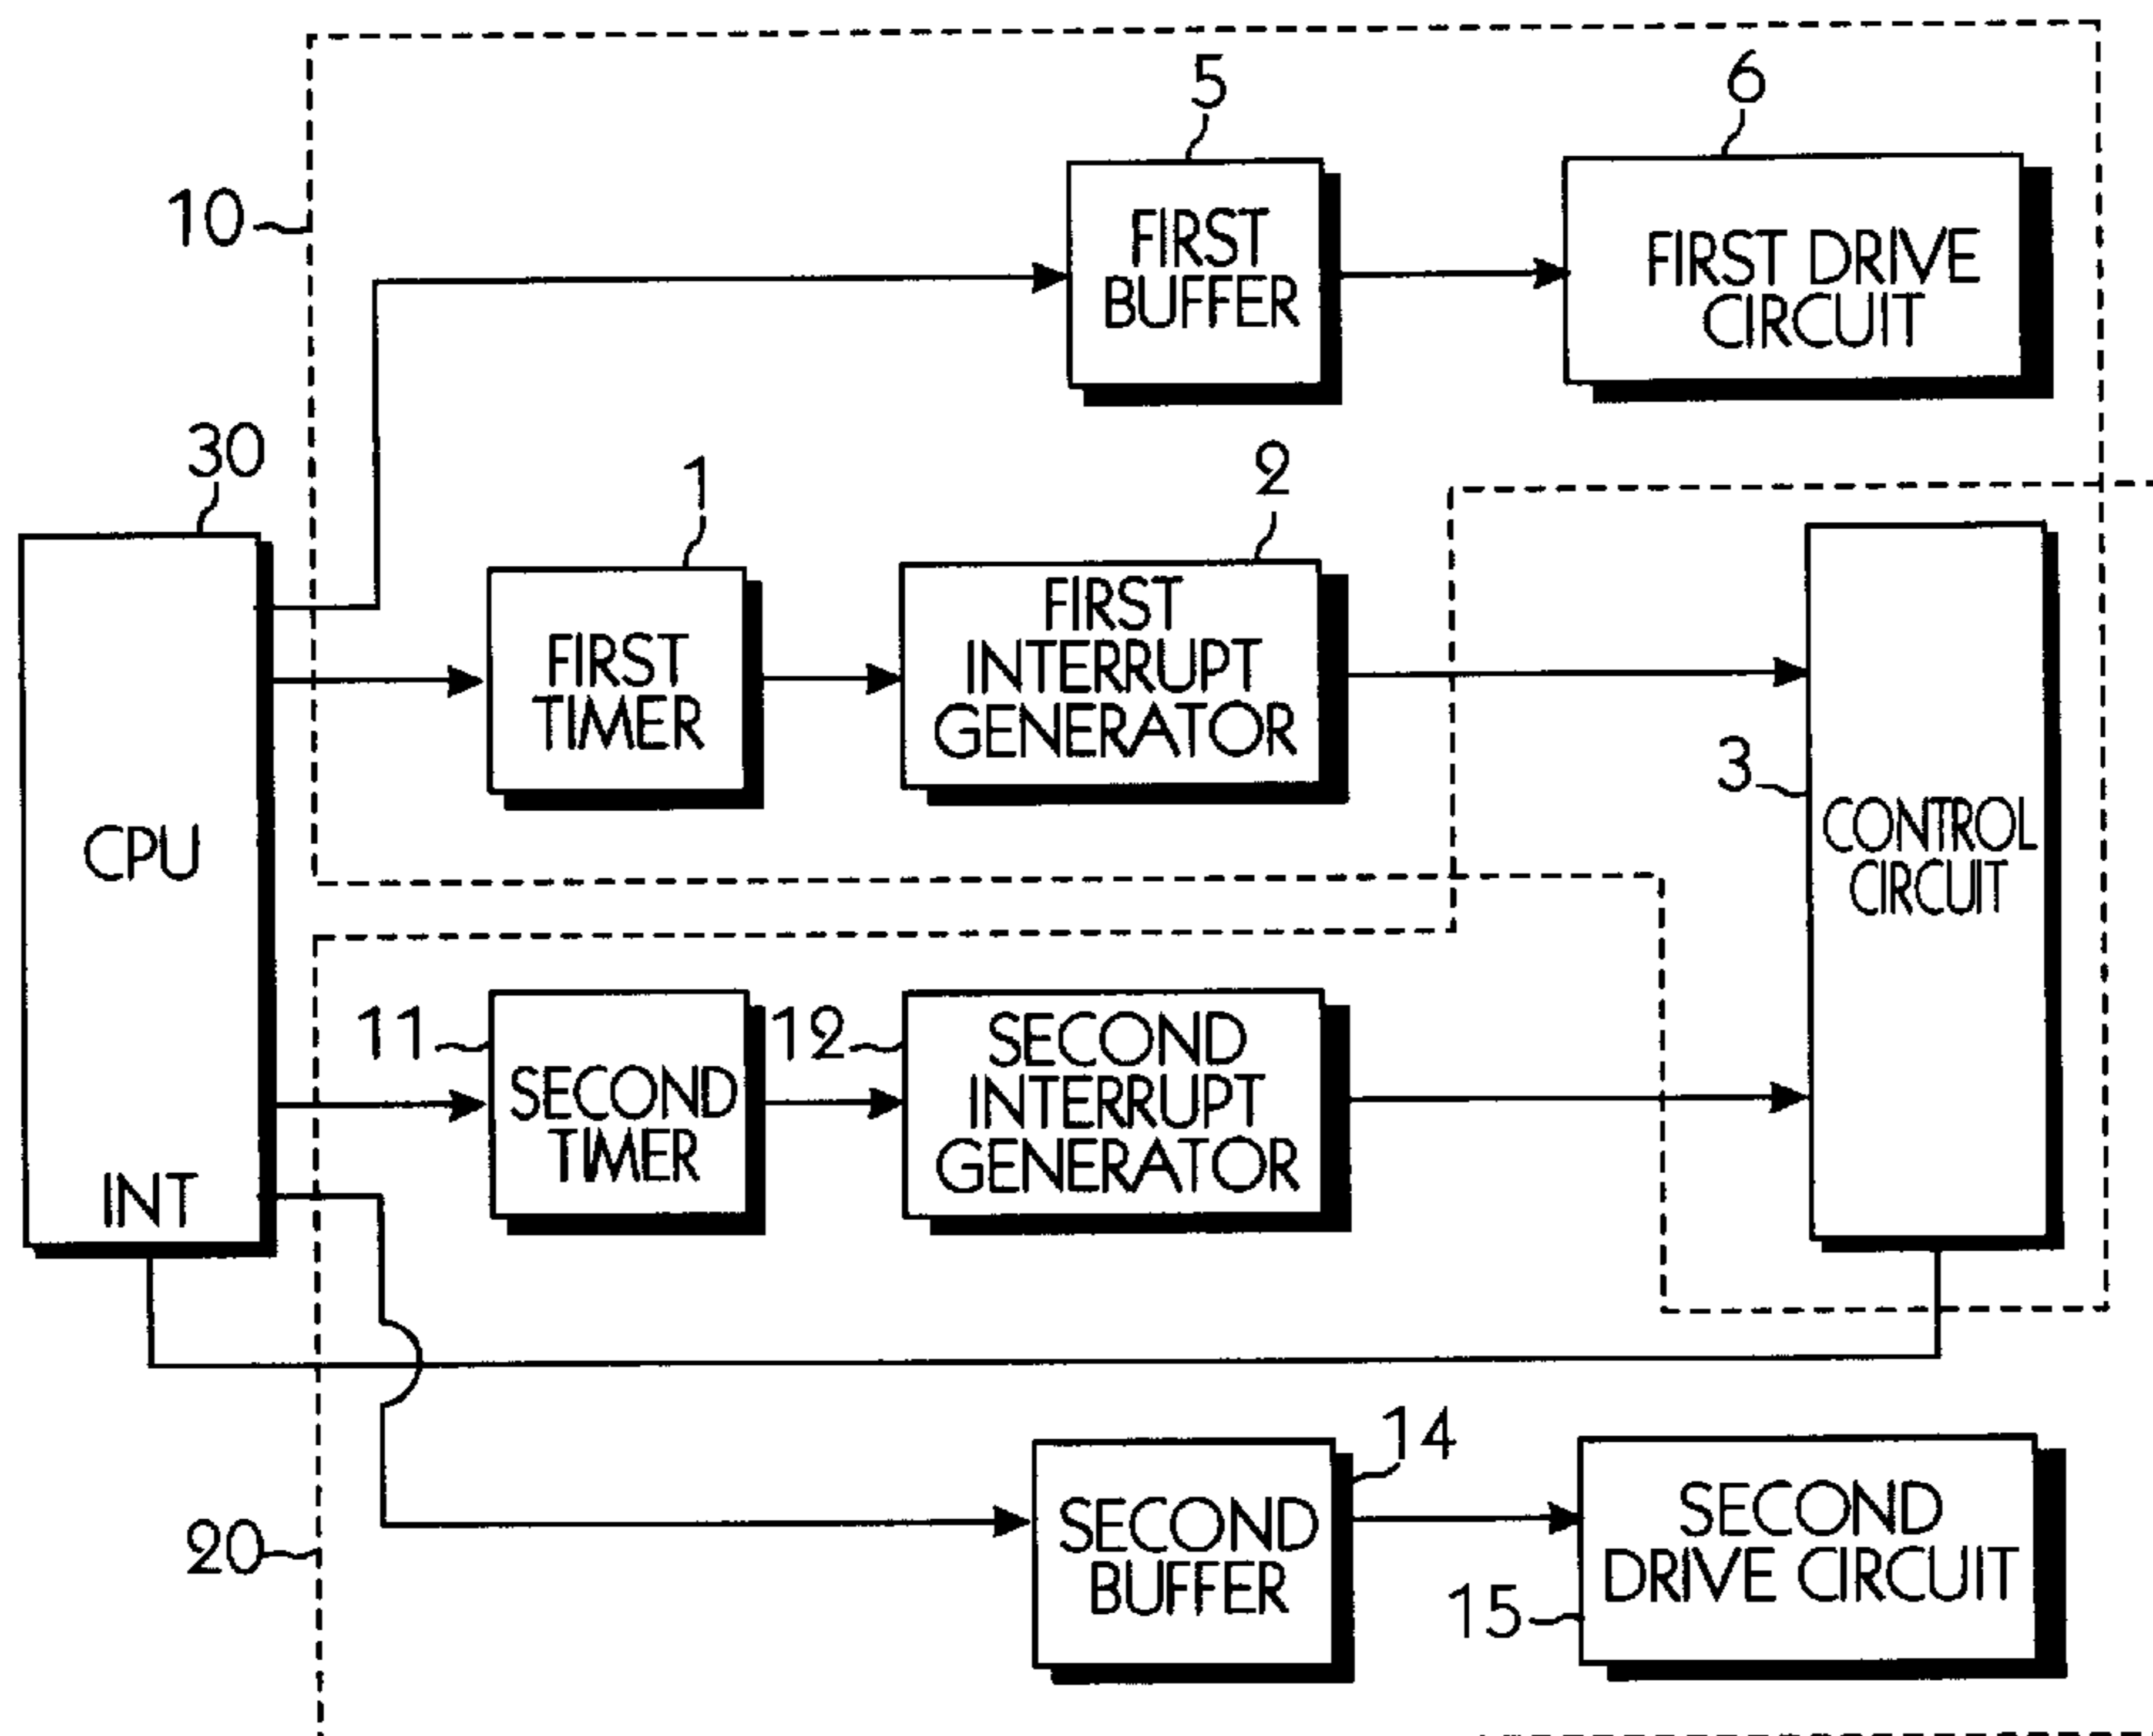 5
6
10
FIRST
BUFFER
FIRST DRIVE
CIRCUIT
30
1
2
FIRST
TIMER
FIRST
INTERRUPT
GENERATOR
3
CONTROL
CIRCUIT
CPU
INT
11
SECOND
TIMER
12
SECOND
INTERRUPT
GENERATOR
20
14
SECOND
BUFFER
15
SECOND
DRIVE CIRCUIT